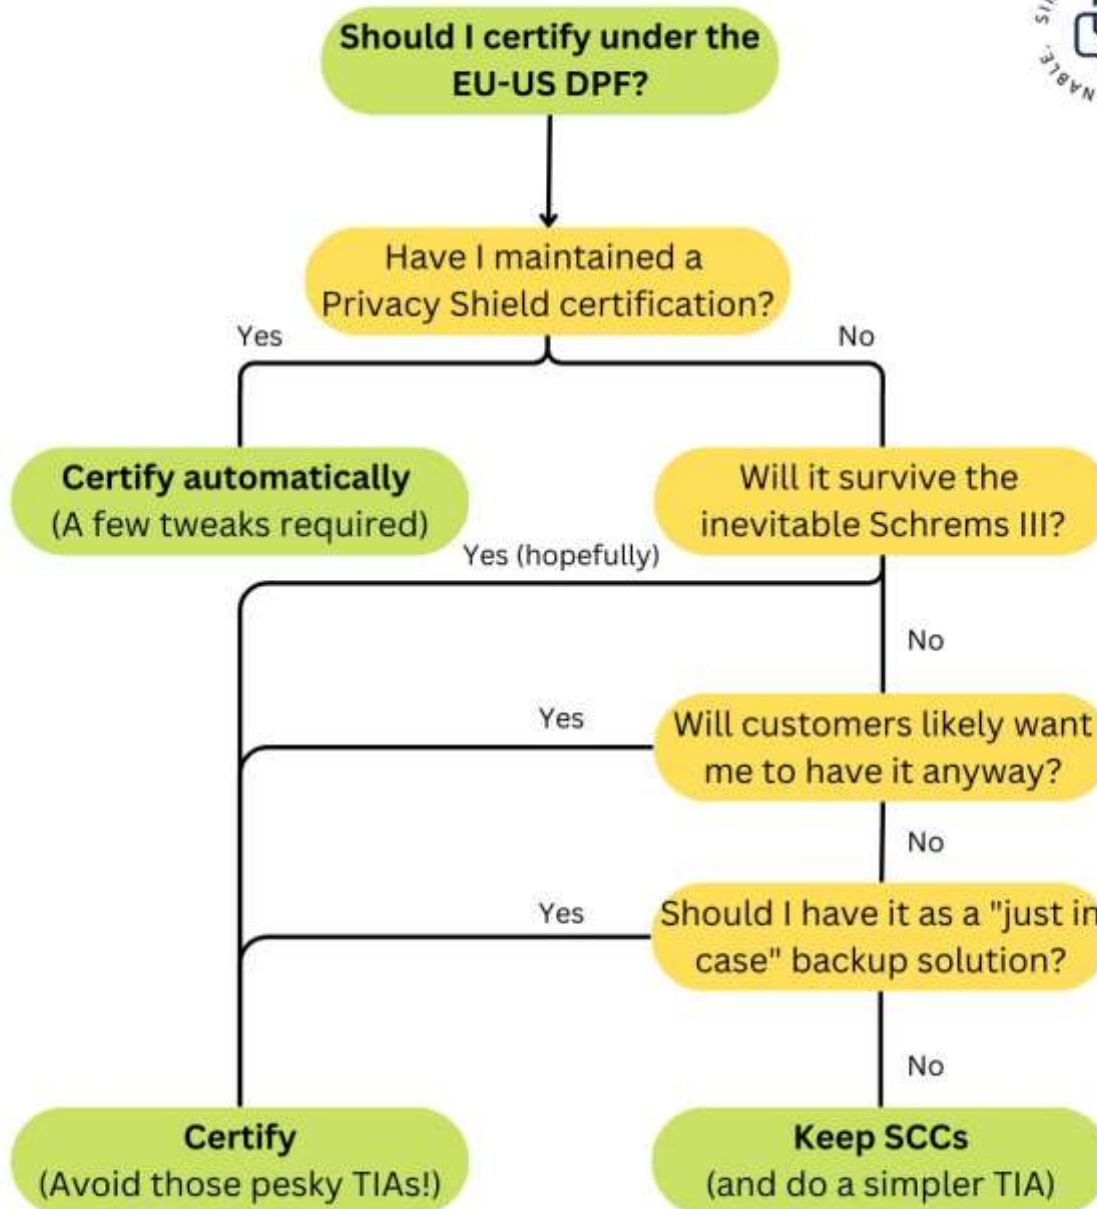 Should I certify under the
EU-US DPF?
Have I maintained a
Privacy Shield certification?
Yes
No
Certify automatically
(A few tweaks required)
Will it survive the
inevitable Schrems III?
Yes (hopefully)
No
Yes
Will customers likely want
me to have it anyway?
No
Yes
Should I have it as a "just in
case" backup solution?
No
Certify
(Avoid those pesky TIAs!)
Keep SCCs
(and do a simpler TIA)